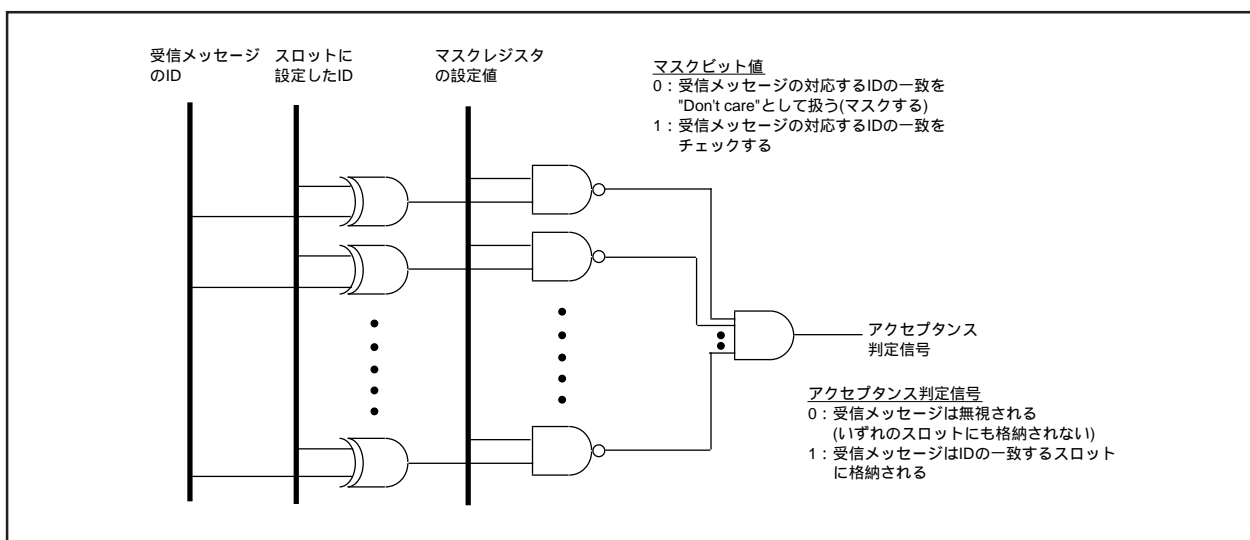 受信メッセージ
のID
スロットに
設定したID
マスクレジスタ
の設定値
マスクビット値
0：受信メッセージの対応するIDの一致を
"Don't care"として扱う(マスクする)
1：受信メッセージの対応するIDの一致を
チェックする
アクセプタンス
判定信号
アクセプタンス判定信号
0：受信メッセージは無視される
(いずれのスロットにも格納されない)
1：受信メッセージはIDの一致するスロット
に格納される